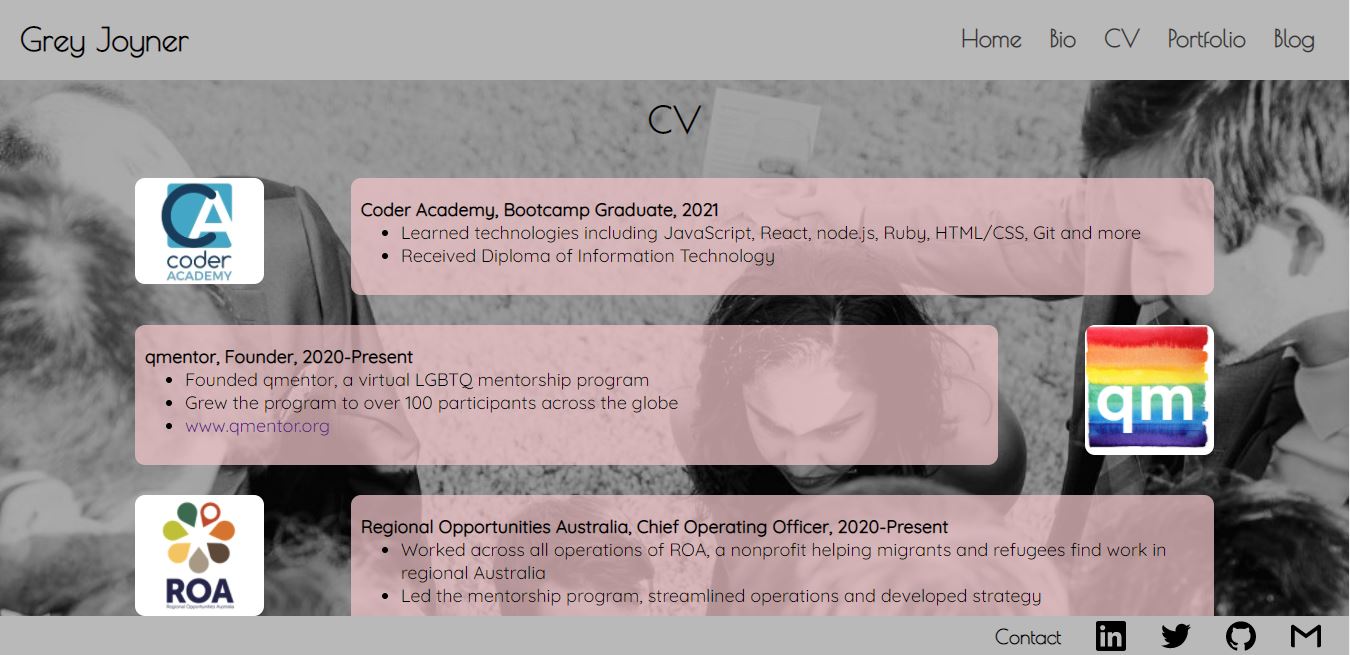 Grey Joyner
Home Bio CV Portfolio Blog
CV
coder
ACADEMY
Coder Academy, Bootcamp Graduate, 2021
Learned technologies including JavaScript, React, node.js, Ruby, HTML/CSS, Git and more
Received Diploma of Information Technology
qmentor, Founder, 2020-Present
Founded qmentor, a virtual LGBTQ mentorship program
Grew the program to over 100 participants across the globe
www.qmentor.org
qm
ROA
Regional Opportunities Australia
Regional Opportunities Australia, Chief Operating Officer, 2020-Present
Worked across all operations of ROA, a nonprofit helping migrants and refugees find work in
regional Australia
Led the mentorship program, streamlined operations and developed strategy
Contact